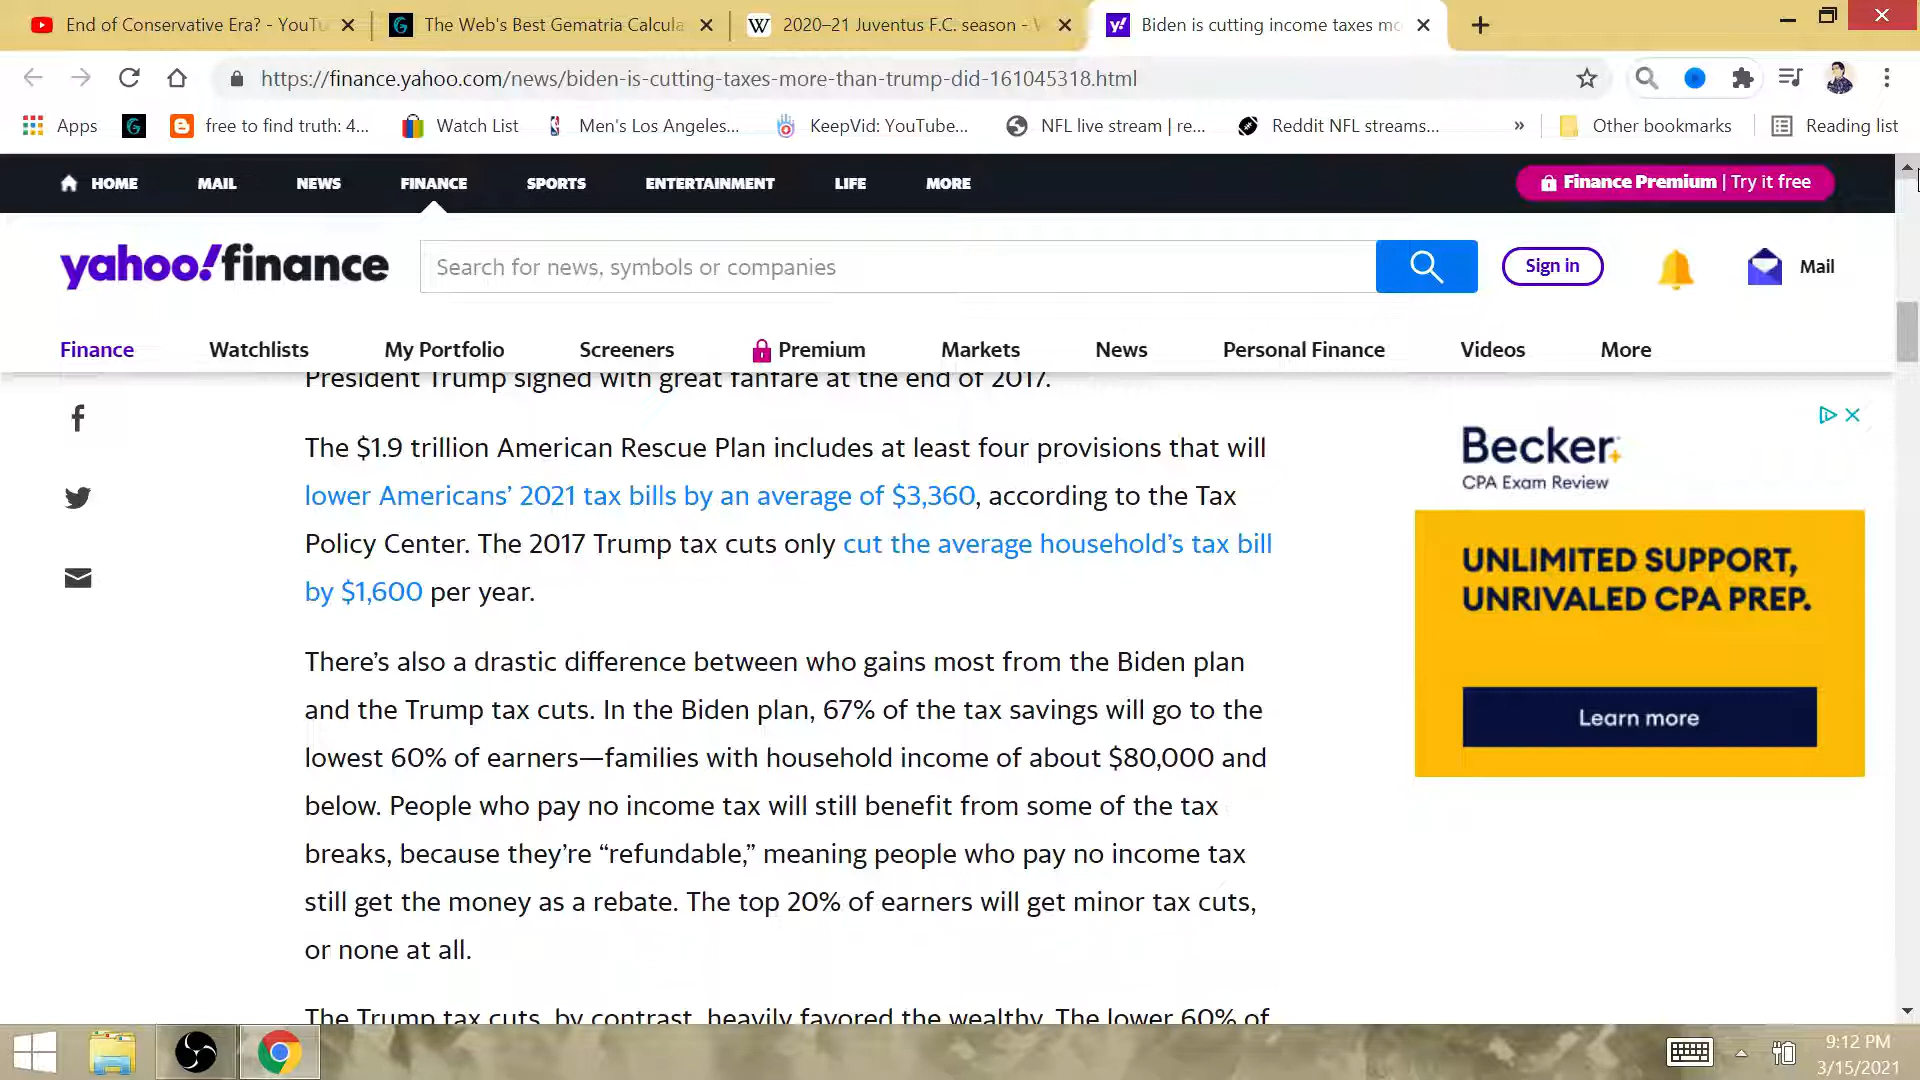 End of Conservative Era? - YouTu
The Web's Best Gematria Calcula
2020–21 Juventus F.C. season - W
Biden is cutting income taxes mo
https://finance.yahoo.com/news/biden-is-cutting-taxes-more-than-trump-did-161045318.html
Apps
free to find truth: 4...
Watch List
Men's Los Angeles...
KeepVid: YouTube...
NFL live stream | re...
Reddit NFL streams...
»
Other bookmarks
Reading list
HOME
MAIL
NEWS
FINANCE
SPORTS
ENTERTAINMENT
LIFE
MORE
Finance Premium | Try it free
yahoo!finance
Search for news, symbols or companies
Sign in
Mail
Finance
Watchlists
My Portfolio
Screeners
Premium
Markets
News
Personal Finance
Videos
More
President Trump signed with great fanfare at the end of 2017.
The $1.9 trillion American Rescue Plan includes at least four provisions that will
lower Americans’ 2021 tax bills by an average of $3,360, according to the Tax
Policy Center. The 2017 Trump tax cuts only cut the average household’s tax bill
by $1,600 per year.
There’s also a drastic difference between who gains most from the Biden plan
and the Trump tax cuts. In the Biden plan, 67% of the tax savings will go to the
lowest 60% of earners—families with household income of about $80,000 and
below. People who pay no income tax will still benefit from some of the tax
breaks, because they’re “refundable,” meaning people who pay no income tax
still get the money as a rebate. The top 20% of earners will get minor tax cuts,
or none at all.
The Trump tax cuts, by contrast, heavily favored the wealthy. The lower 60% of
Becker
CPA Exam Review
UNLIMITED SUPPORT,
UNRIVALED CPA PREP.
Learn more
9:12 PM
3/15/2021